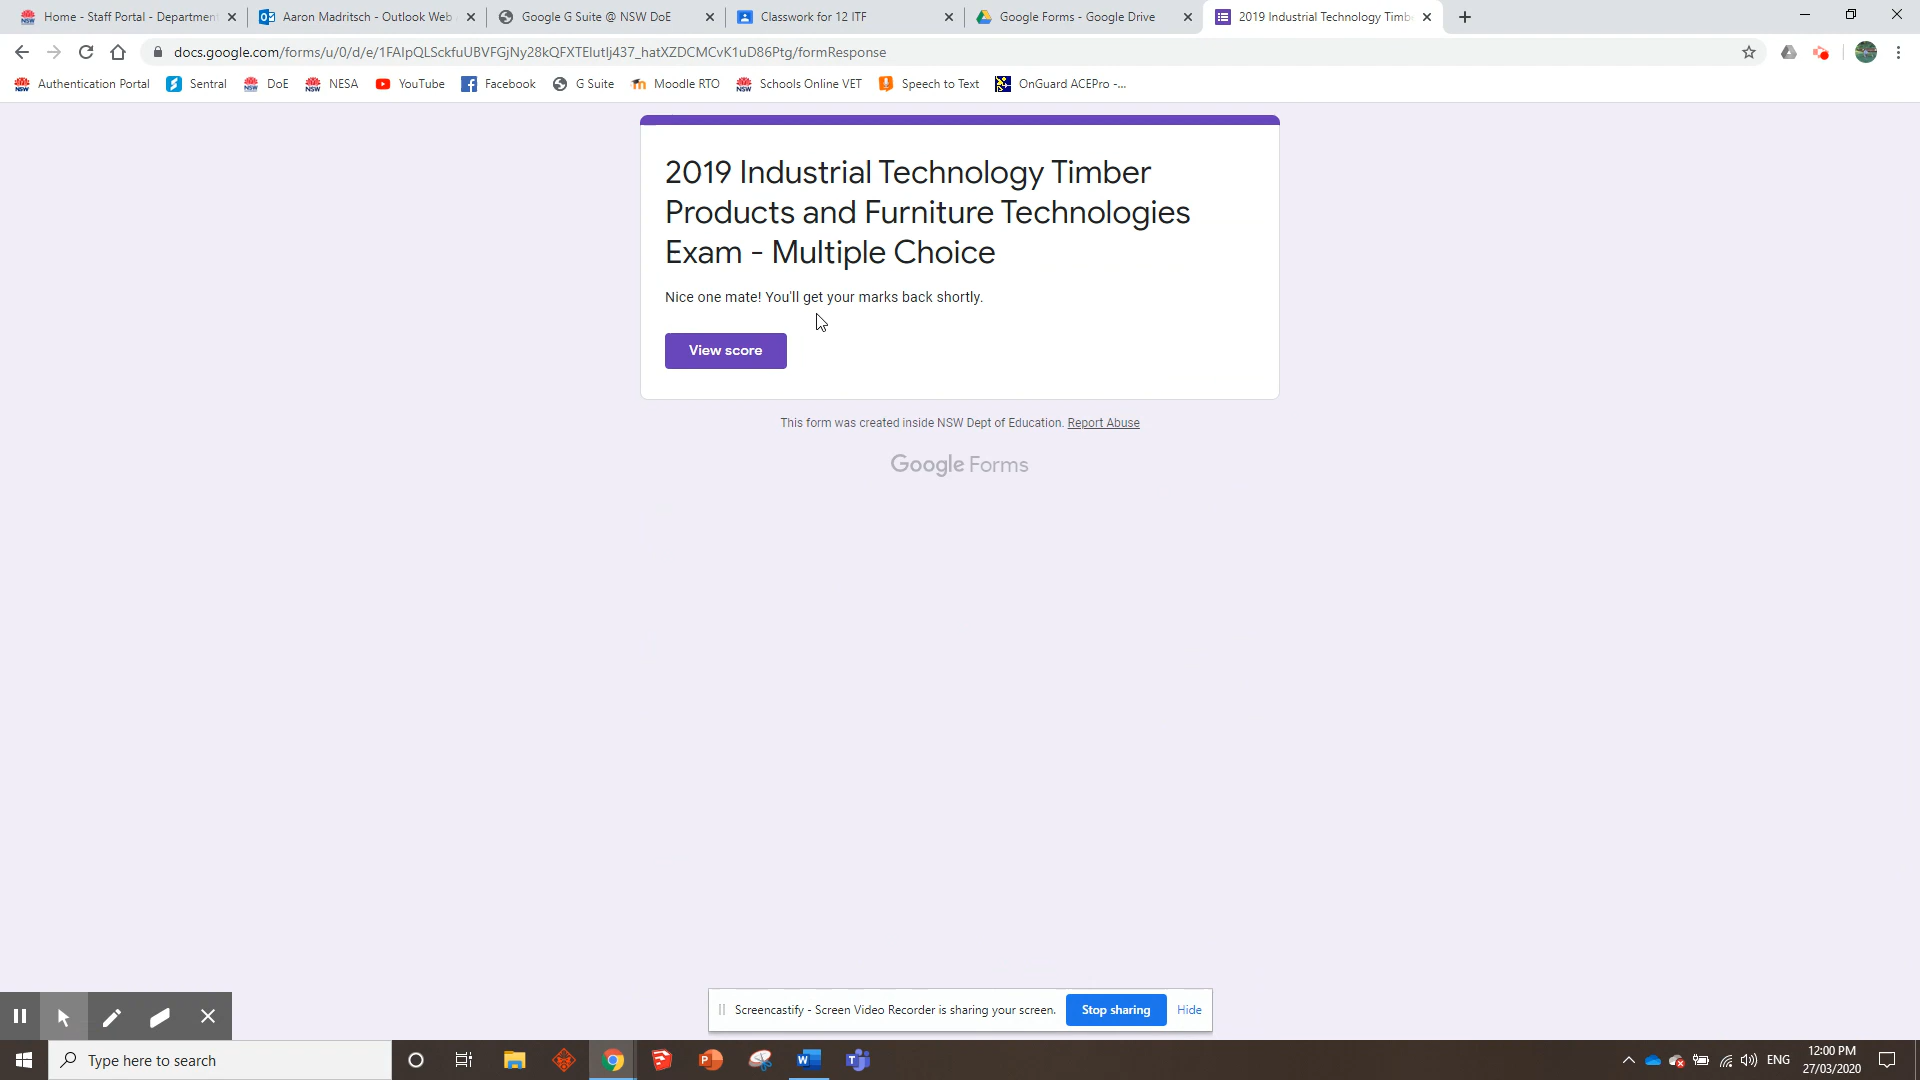 Home - Staff Portal - Department
Aaron Madritsch - Outlook Web
Google G Suite @ NSW DoE
Classwork for 12 ITF
Google Forms - Google Drive
2019 Industrial Technology Timb
docs.google.com/forms/u/0/d/e/1FAIpQLSckfuUBVFGjNy28kQFXTElutIj437_hatXZDCMCvK1uD86Ptg/formResponse
Authentication Portal
Sentral
DoE
NESA
YouTube
Facebook
G Suite
Moodle RTO
Schools Online VET
Speech to Text
OnGuard ACEPro -...
2019 Industrial Technology Timber
Products and Furniture Technologies
Exam - Multiple Choice
Nice one mate! You'll get your marks back shortly.
View score
This form was created inside NSW Dept of Education. Report Abuse
Google Forms
Screencastify - Screen Video Recorder is sharing your screen.
Stop sharing
Hide
Type here to search
ENG
12:00 PM
27/03/2020